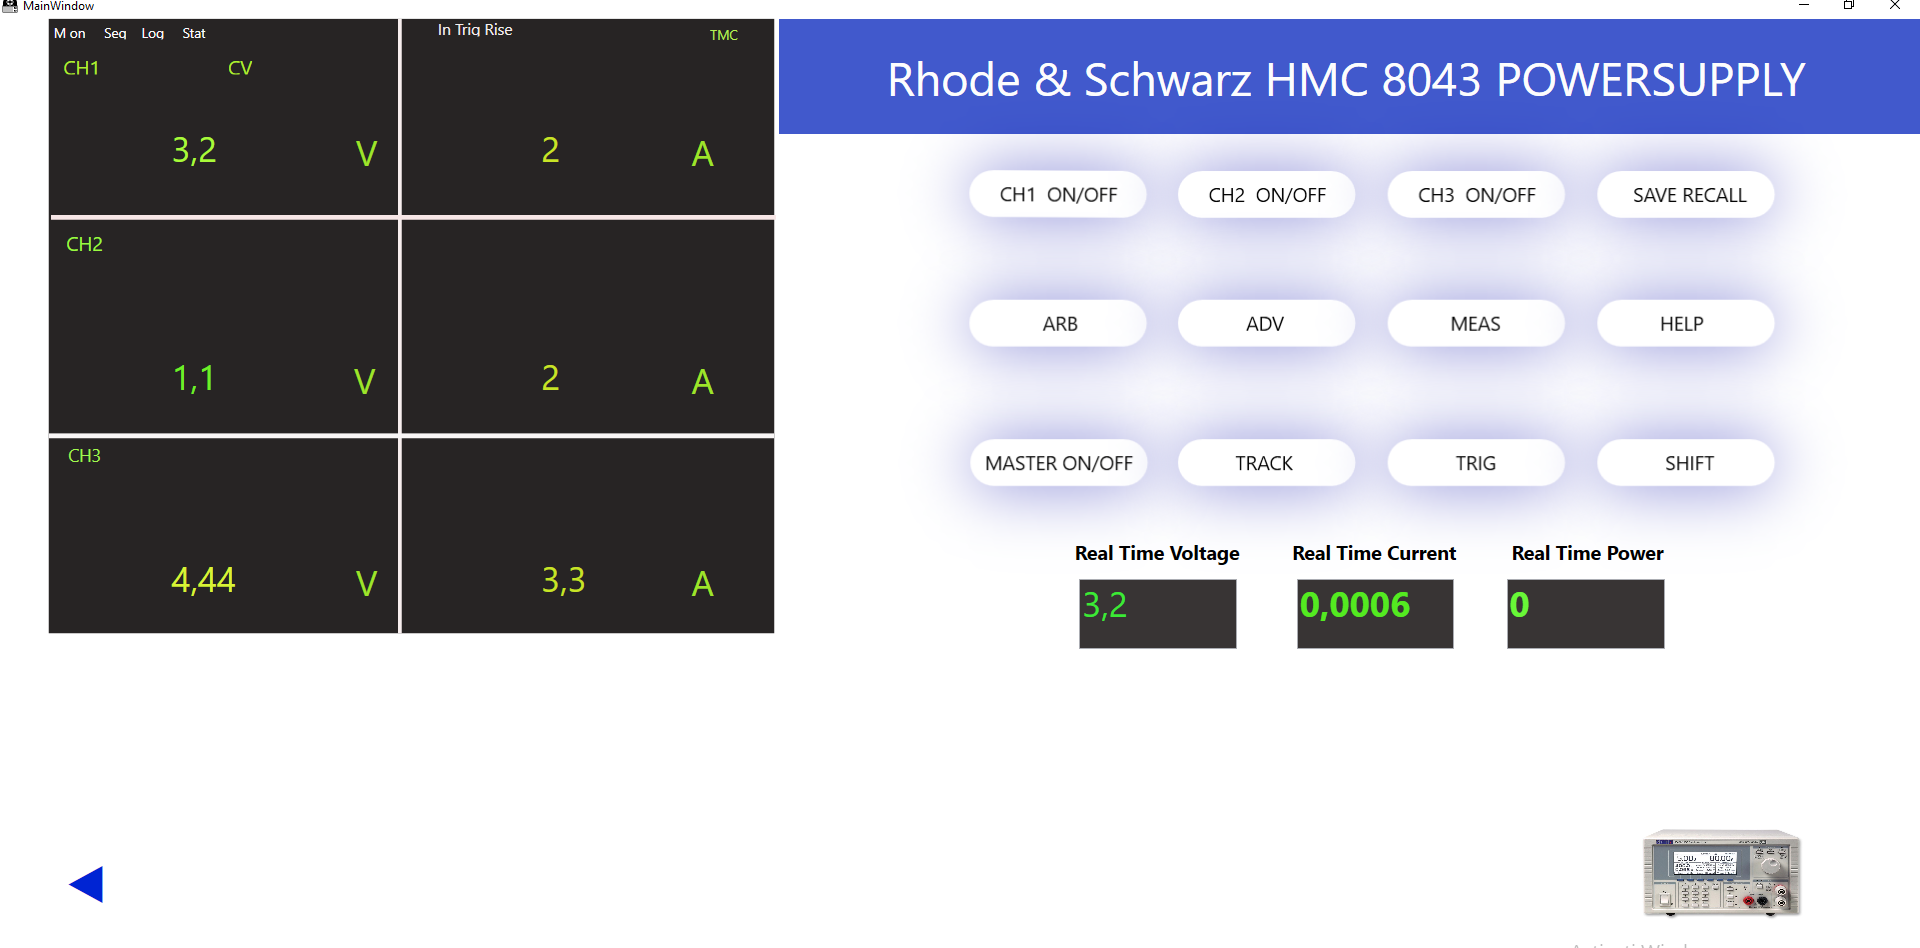 MainWindow
M on Seq Log Stat
In Trig Rise
TMC
CH1 CV
3,2 V
2 A
CH2
1,1 V
2 A
CH3
4,44 V
3,3 A
Rhode & Schwarz HMC 8043 POWERSUPPLY
CH1 ON/OFF CH2 ON/OFF CH3 ON/OFF SAVE RECALL
ARB ADV MEAS HELP
MASTER ON/OFF TRACK TRIG SHIFT
Real Time Voltage Real Time Current Real Time Power
3,2 0,0006 0